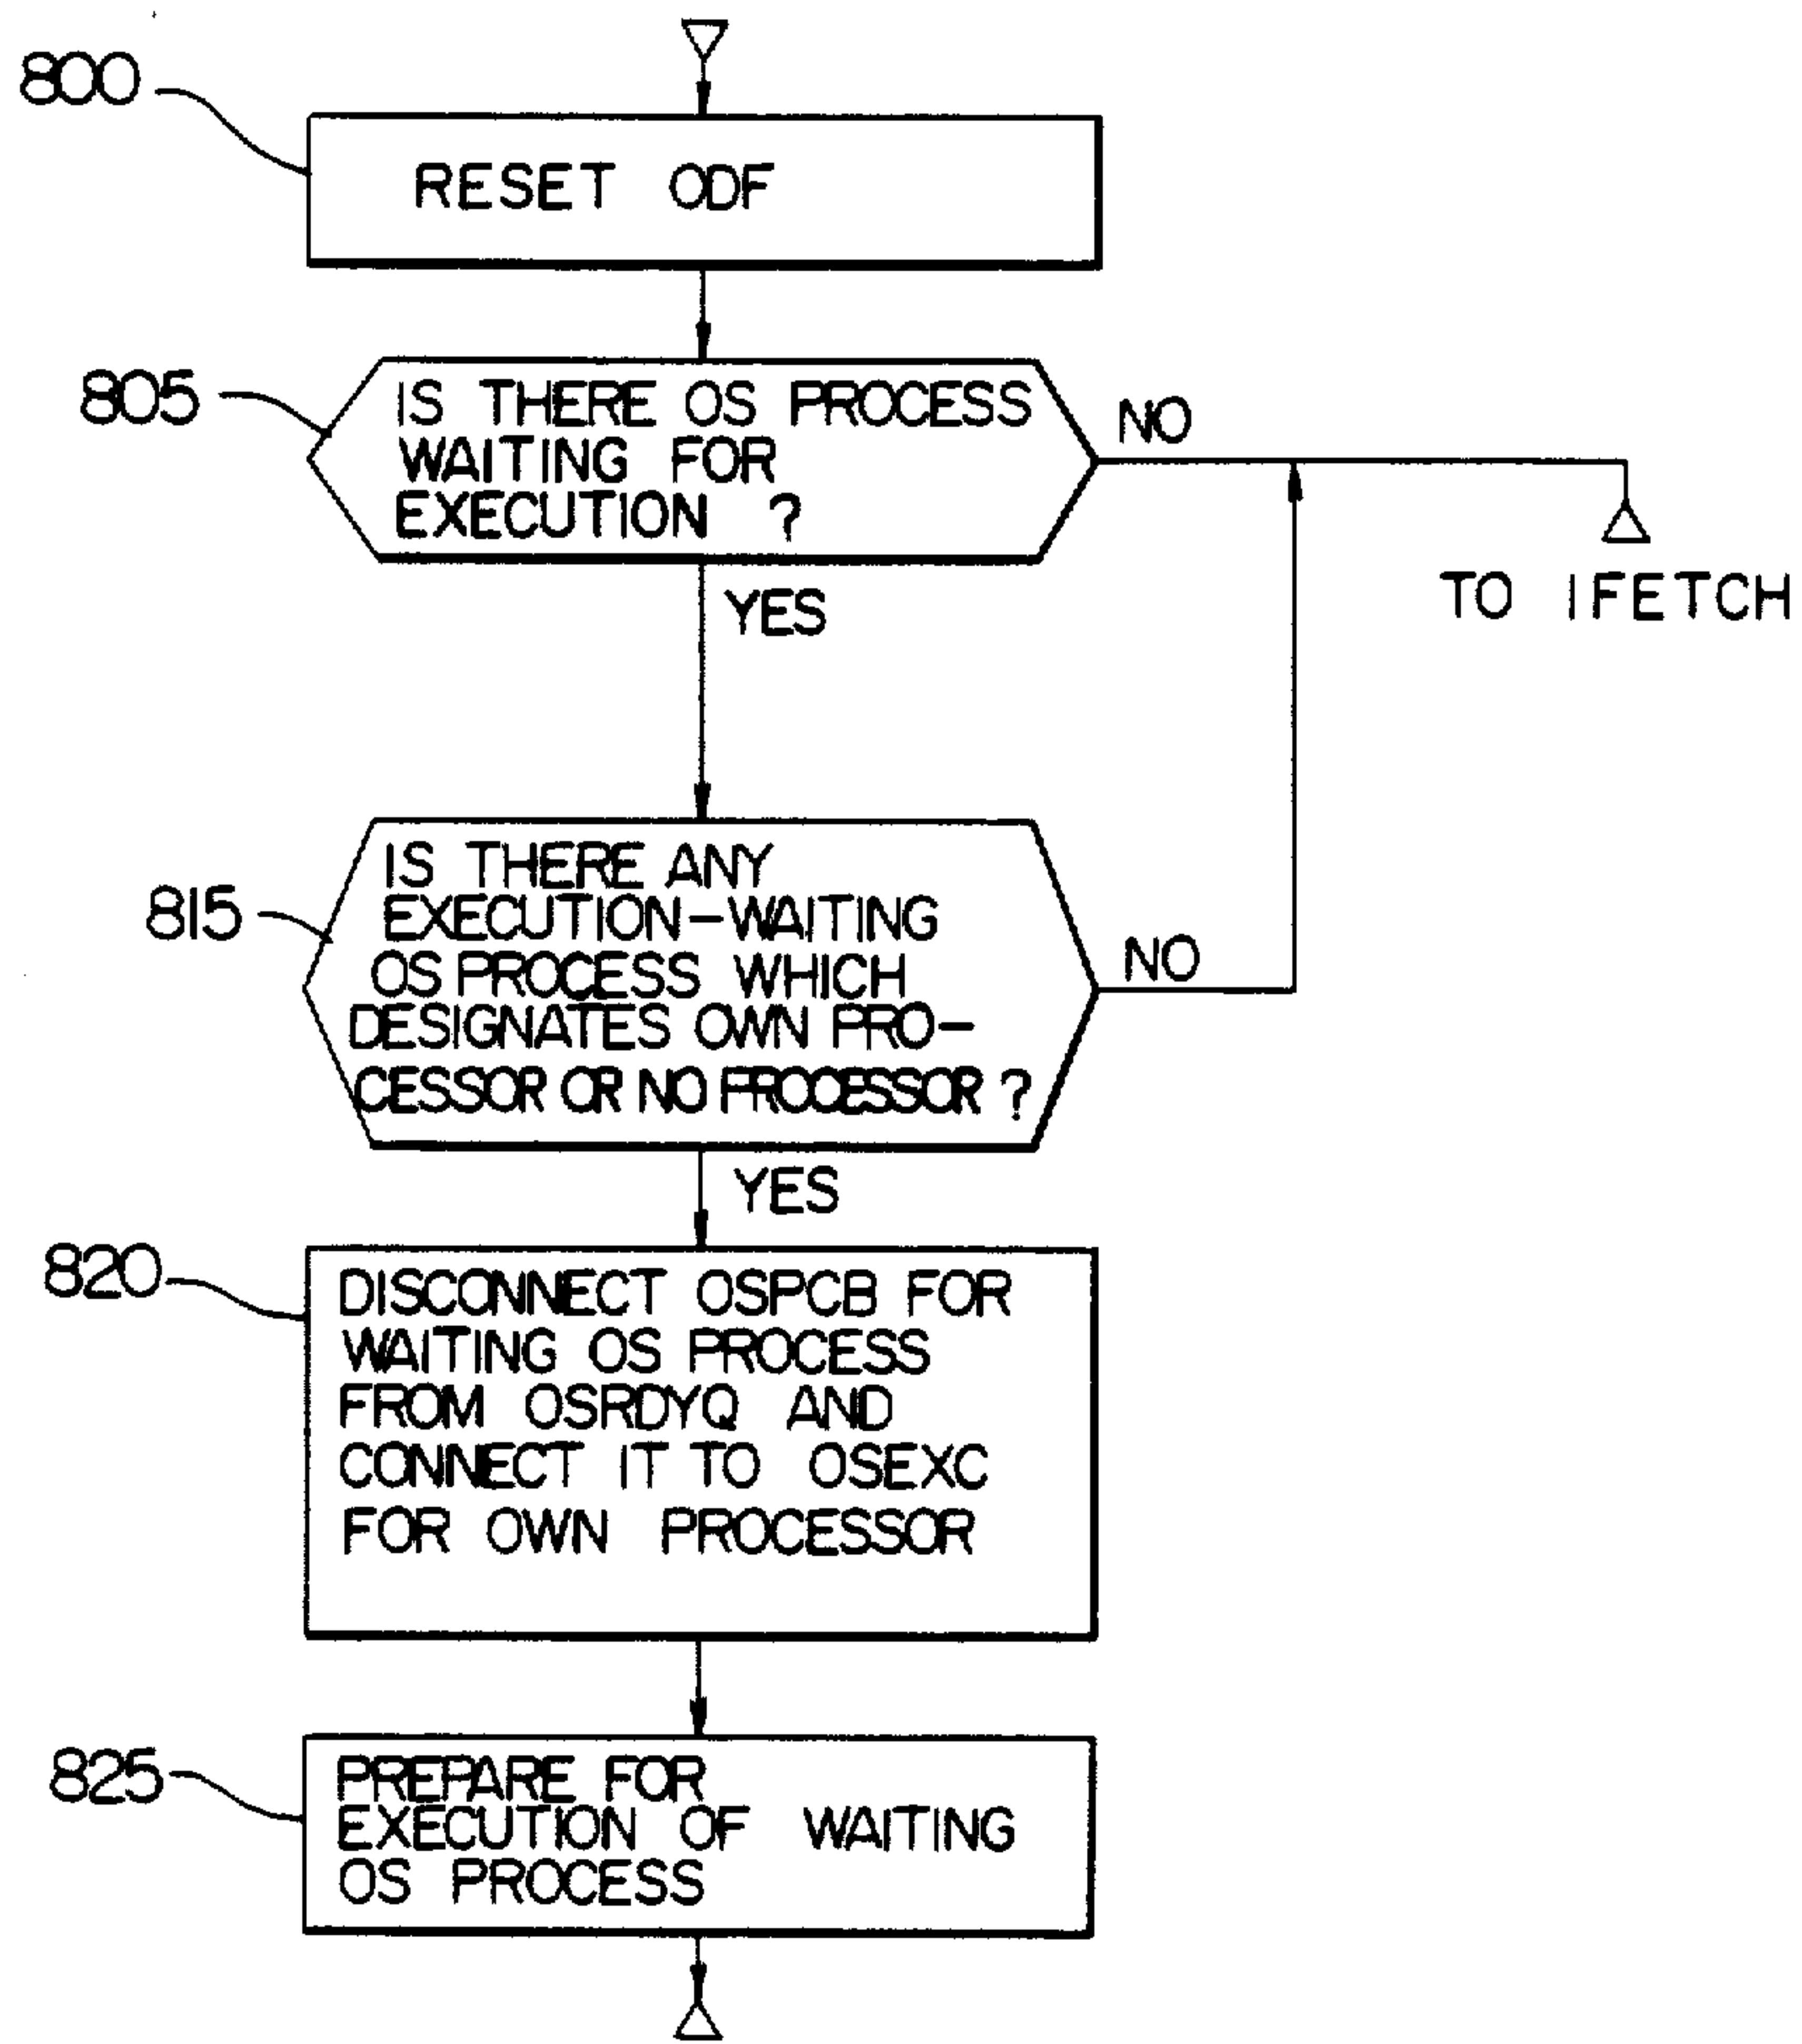 800
RESET ODF
805
IS THERE OS PROCESS
WAITING FOR
EXECUTION ?
NO
TO IFETCH
YES
815
IS THERE ANY
EXECUTION-WAITING
OS PROCESS WHICH
DESIGNATES OWN PRO-
CESSOR OR NO PROCESSOR ?
NO
YES
820
DISCONNECT OSPCB FOR
WAITING OS PROCESS
FROM OSRDYQ AND
CONNECT IT TO OSEXC
FOR OWN PROCESSOR
825
PREPARE FOR
EXECUTION OF WAITING
OS PROCESS